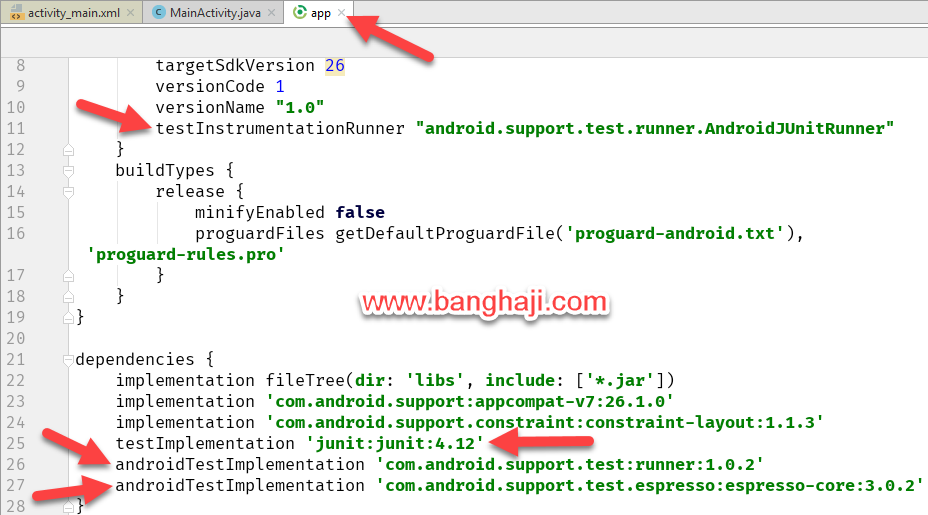 activity_main.xml MainActivity.java app
8 targetSdkVersion 26
9 versionCode 1
10 versionName "1.0"
11 testInstrumentationRunner "android.support.test.runner.AndroidJUnitRunner"
12 }
13 buildTypes {
14 release {
15 minifyEnabled false
16 proguardFiles getDefaultProguardFile('proguard-android.txt'),
'proguard-rules.pro'
17 }
18 }
19 }
www.banghaji.com
20
21 dependencies {
22 implementation fileTree(dir: 'libs', include: ['*.jar'])
23 implementation 'com.android.support:appcompat-v7:26.1.0'
24 implementation 'com.android.support.constraint:constraint-layout:1.1.3'
25 testImplementation 'junit:junit:4.12'
26 androidTestImplementation 'com.android.support.test:runner:1.0.2'
27 androidTestImplementation 'com.android.support.test.espresso:espresso-core:3.0.2'
28 }